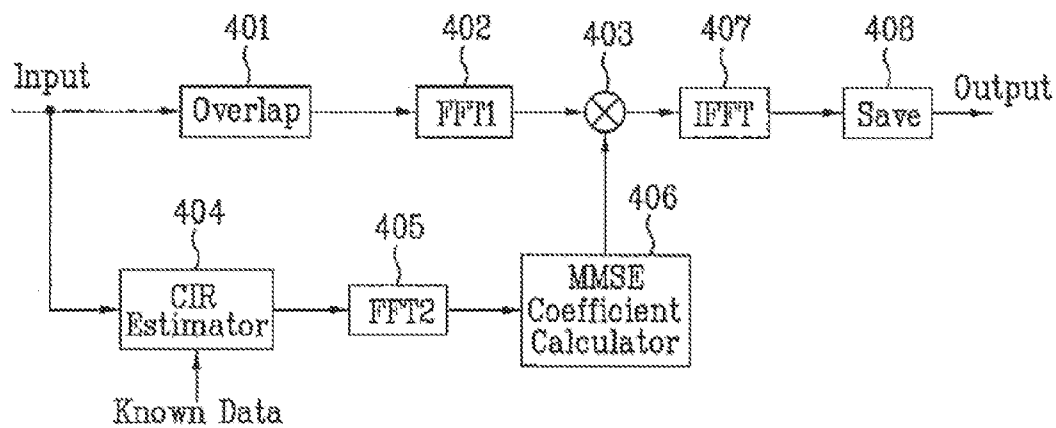 401
402
403
407
408
Input
Overlap
FFT1
IFFT
Save
Output
404
405
406
CIR
Estimator
FFT2
MMSE
Coefficient
Calculator
Known Data